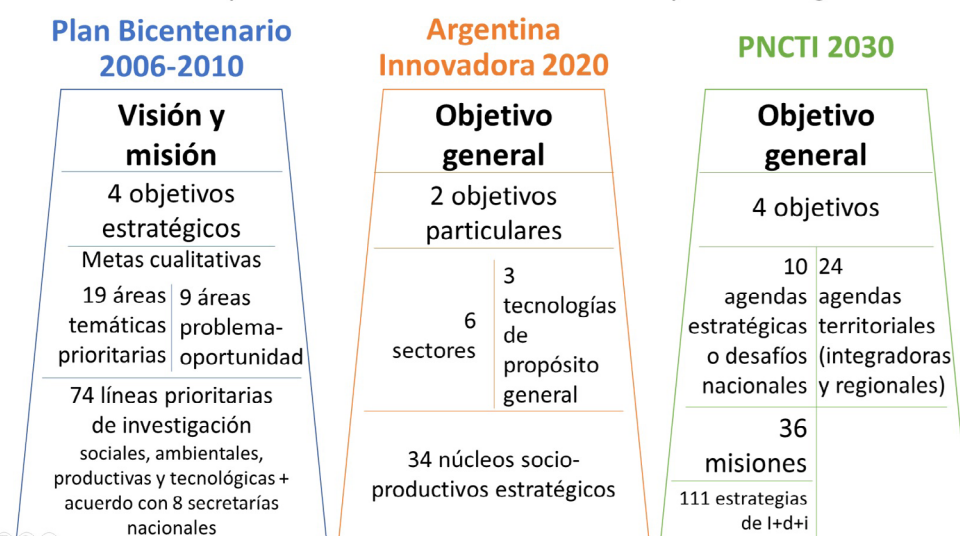 Plan Bicentenario
2006-2010
Visión y
misión
4 objetivos
estratégicos
Metas cualitativas
19 áreas
temáticas
prioritarias
9 áreas
problema-
oportunidad
74 líneas prioritarias
de investigación
sociales, ambientales,
productivas y tecnológicas +
acuerdo con 8 secretarías
nacionales
Argentina
Innovadora 2020
Objetivo
general
2 objetivos
particulares
6
sectores
3
tecnologías
de
propósito
general
34 núcleos socio-
productivos estratégicos
PNCTI 2030
Objetivo
general
4 objetivos
10
agendas
estratégicas
o desafíos
nacionales
24
agendas
territoriales
(integradoras
y regionales)
36
misiones
111 estrategias
de I+d+i